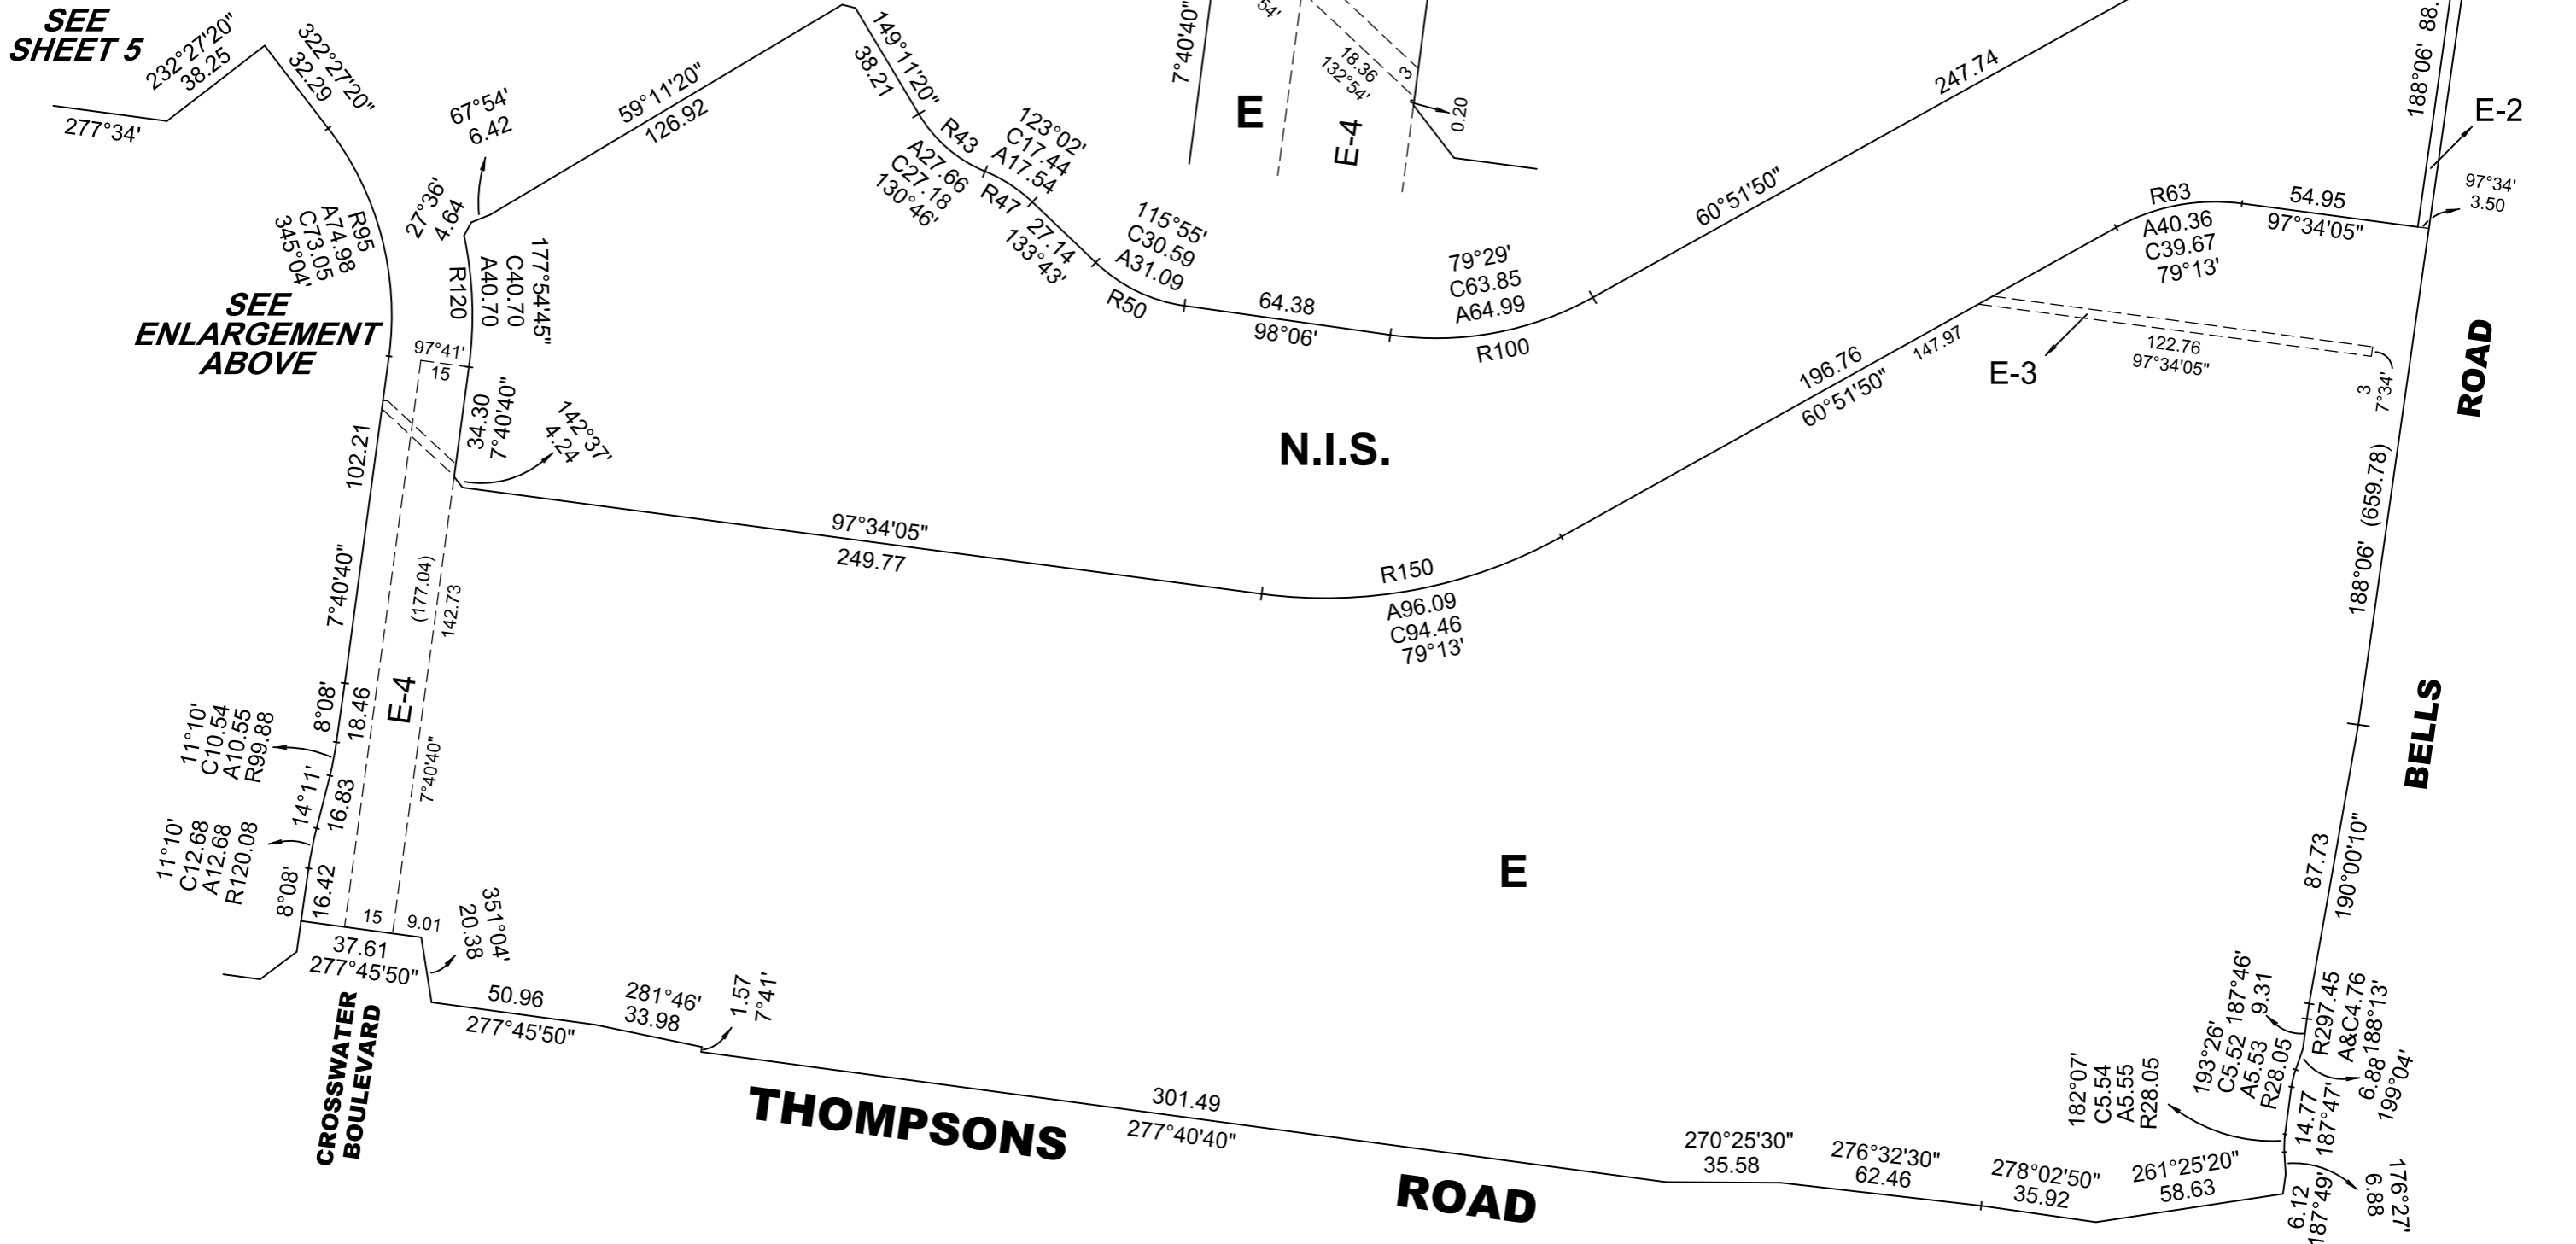 SEE
SHEET 5
277°34'
232°27'20"
38.25
322°27'20"
32.29
R95
A74.98
C73.05
345°04'
SEE
ENLARGEMENT
ABOVE
67°54'
6.42
27°36'
4.64
59°11'20"
126.92
149°11'20"
38.21
R43
A27.66
C27.18
130°46'
123°02'
C17.44
A17.54
R47
27.14
133°43'
115°55'
C30.59
A31.09
R50
64.38
98°06'
79°29'
C63.85
A64.99
R100
60°51'50"
247.74
7°40'40"
E
E-4
54'
18.36
132°54'
3
0.20
188°06'
88.
E-2
97°34'
3.50
R63
A40.36
C39.67
79°13'
54.95
97°34'05"
E-3
122.76
97°34'05"
3
7°34'
147.97
196.76
60°51'50"
ROAD
188°06' (659.78)
N.I.S.
177°54'45"
C40.70
A40.70
R120
97°41'
15
34.30
7°40'40"
142°37'
4.24
102.21
7°40'40"
97°34'05"
249.77
R150
A96.09
C94.46
79°13'
(177.04)
142.73
E-4
7°40'40"
8°08'
18.46
11°10'
C10.54
A10.55
R99.88
14°11'
16.83
11°10'
C12.68
A12.68
R120.08
8°08'
16.42
15
9.01
37.61
277°45'50"
351°04'
20.38
CROSSWATER
BOULEVARD
50.96
277°45'50"
281°46'
33.98
1.57
7°41'
E
THOMPSONS
ROAD
301.49
277°40'40"
270°25'30"
35.58
276°32'30"
62.46
278°02'50"
35.92
261°25'20"
58.63
BELLS
87.73
190°00'10"
187°46'
9.31
R297.45
A&C4.76
188°13'
193°26'
C5.52
A5.53
R28.05
6.88
199°04'
14.77
187°47'
182°07'
C5.54
A5.55
R28.05
6.12
187°49'
176°27'
6.88